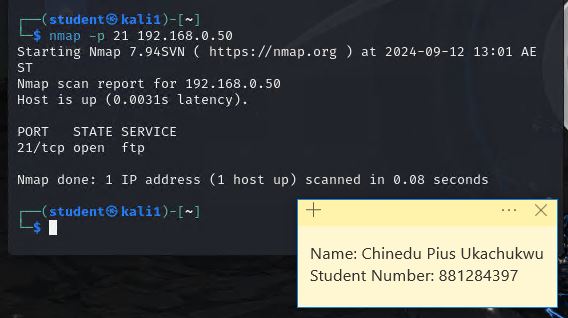 ┌──(student㉿kali1)-[~]
└─$ nmap -p 21 192.168.0.50
Starting Nmap 7.94SVN ( https://nmap.org ) at 2024-09-12 13:01 AE
ST
Nmap scan report for 192.168.0.50
Host is up (0.0031s latency).

PORT   STATE SERVICE
21/tcp open  ftp

Nmap done: 1 IP address (1 host up) scanned in 0.08 seconds

┌──(student㉿kali1)-[~]
└─$
Name: Chinedu Pius Ukachukwu
Student Number: 881284397